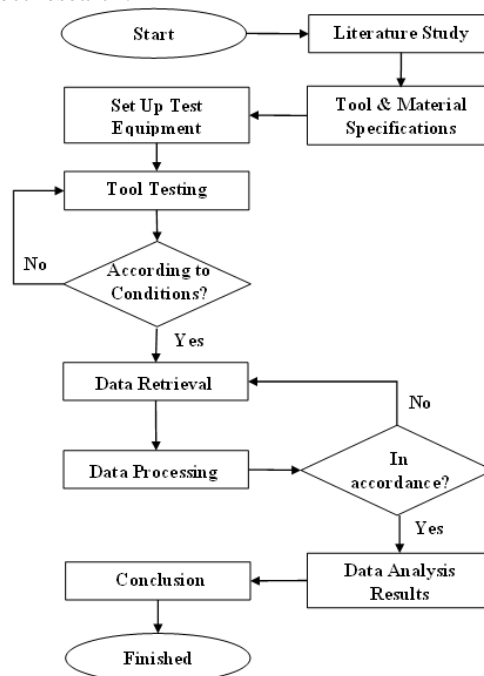 Start
Literature Study
Set Up Test
Equipment
Tool & Material
Specifications
Tool Testing
No
According to
Conditions?
Yes
Data Retrieval
No
Data Processing
In
accordance?
Yes
Conclusion
Data Analysis
Results
Finished